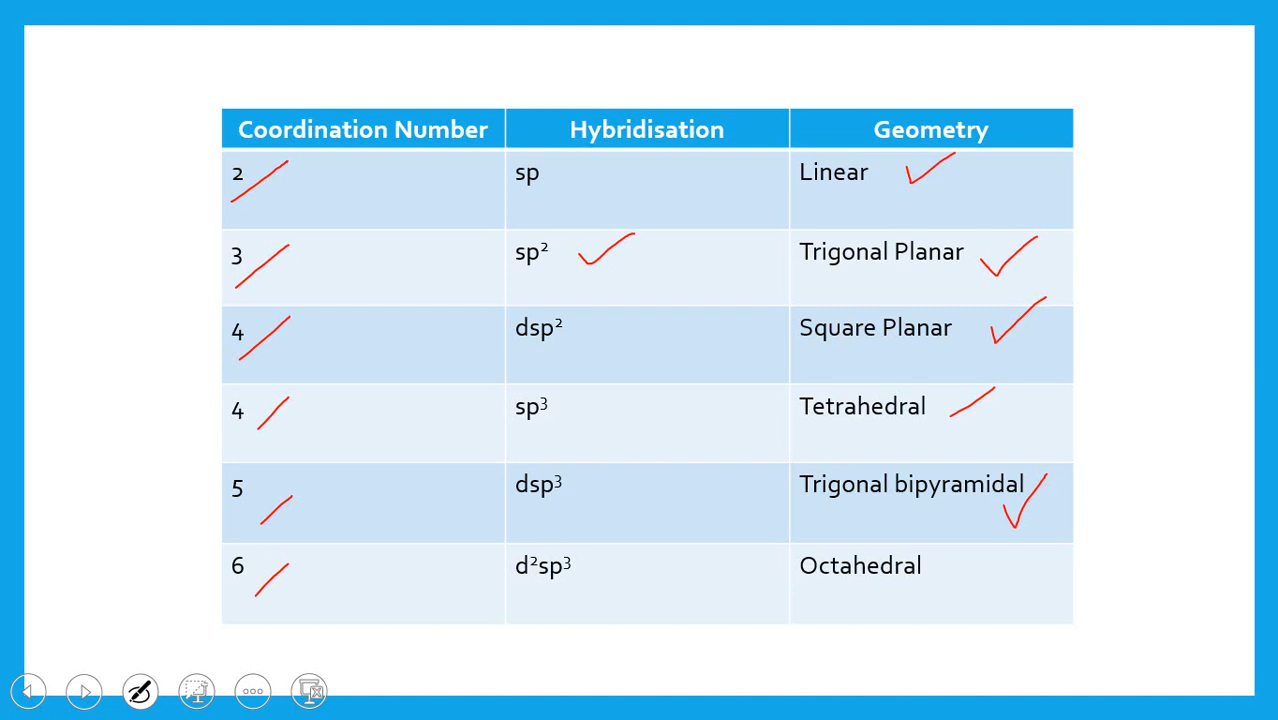 Coordination Number Hybridisation Geometry
2 sp Linear
3 sp² Trigonal Planar
4 dsp² Square Planar
4 sp³ Tetrahedral
5 dsp³ Trigonal bipyramidal
6 d²sp³ Octahedral